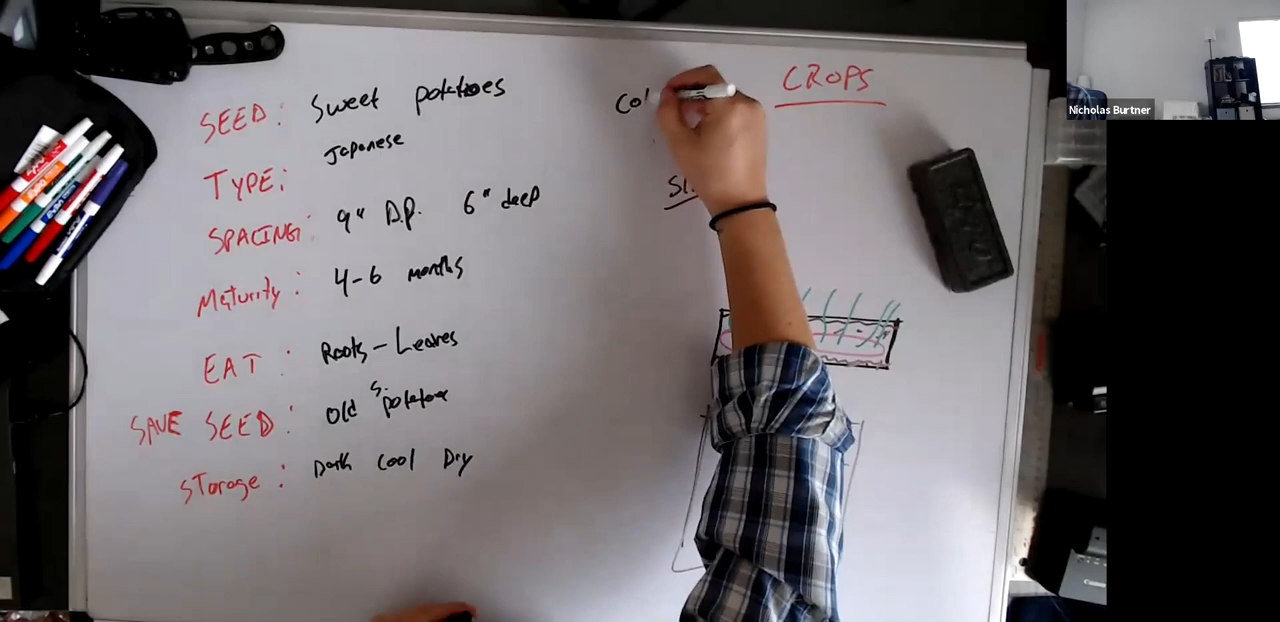 CROPS
SEED: Sweet potatoes
TYPE: Japanese
SPACING: 9" D.P. 6" deep
Maturity: 4-6 months
EAT: Roots - Leaves
SAVE SEED: Old S. potatoe
STorage: Dark Cool Dry
Nicholas Burtner